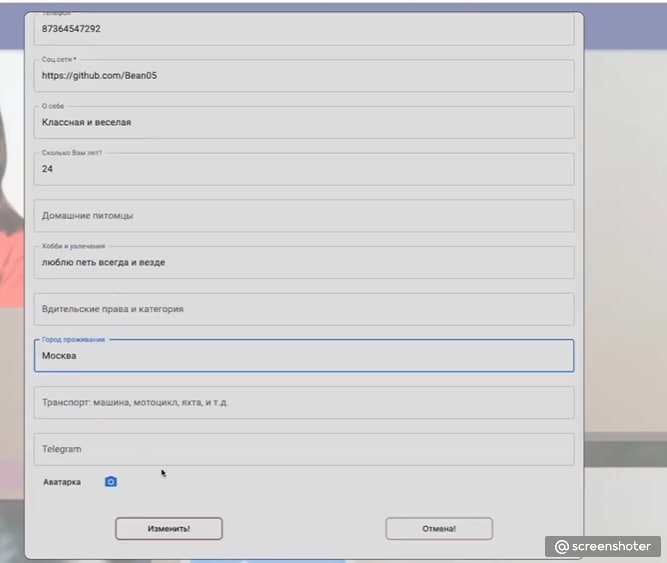 Телефон
87364547292
Соц.сети *
https://github.com/Bean05
О себе
Классная и веселая
Сколько Вам лет?
24
Домашние питомцы
Хобби и увлечения
люблю петь всегда и везде
Вдительские права и категория
Город проживания
Москва
Транспорт: машина, мотоцикл, яхта, и т.д.
Telegram
Аватарка
Изменить!
Отмена!
@screenshoter